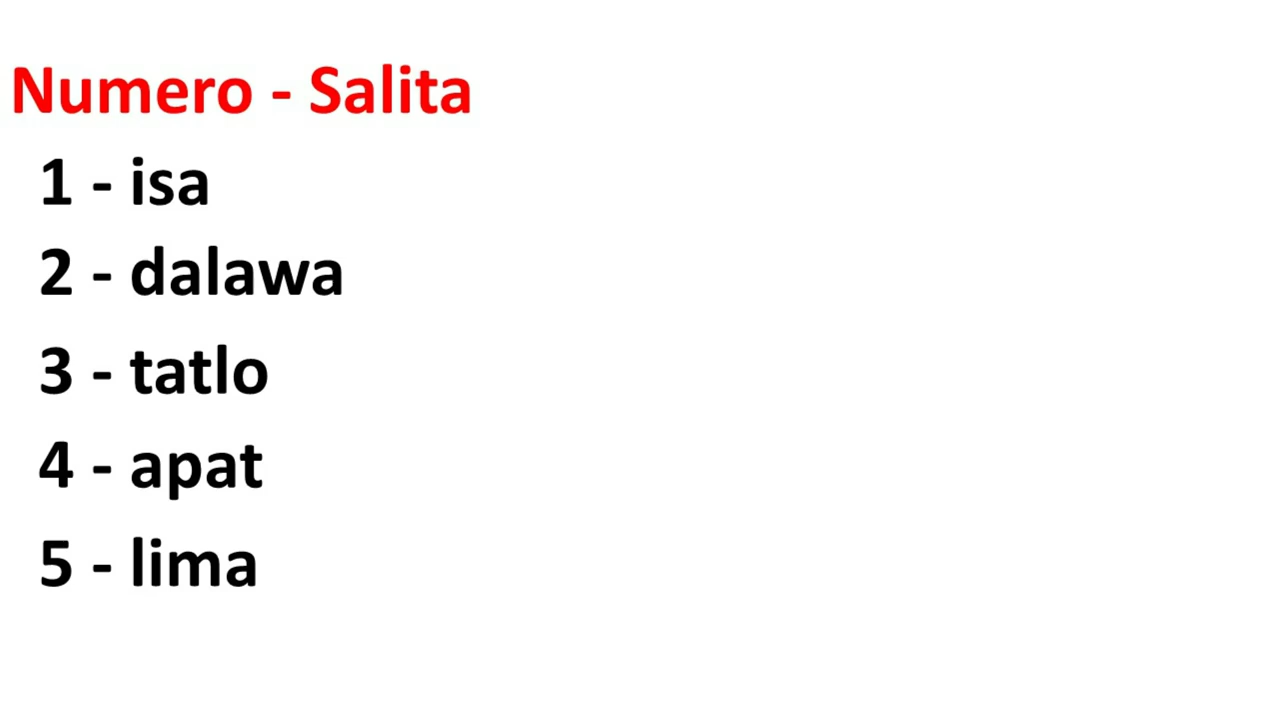 Numero - Salita
1 - isa
2 - dalawa
3 - tatlo
4 - apat
5 - lima